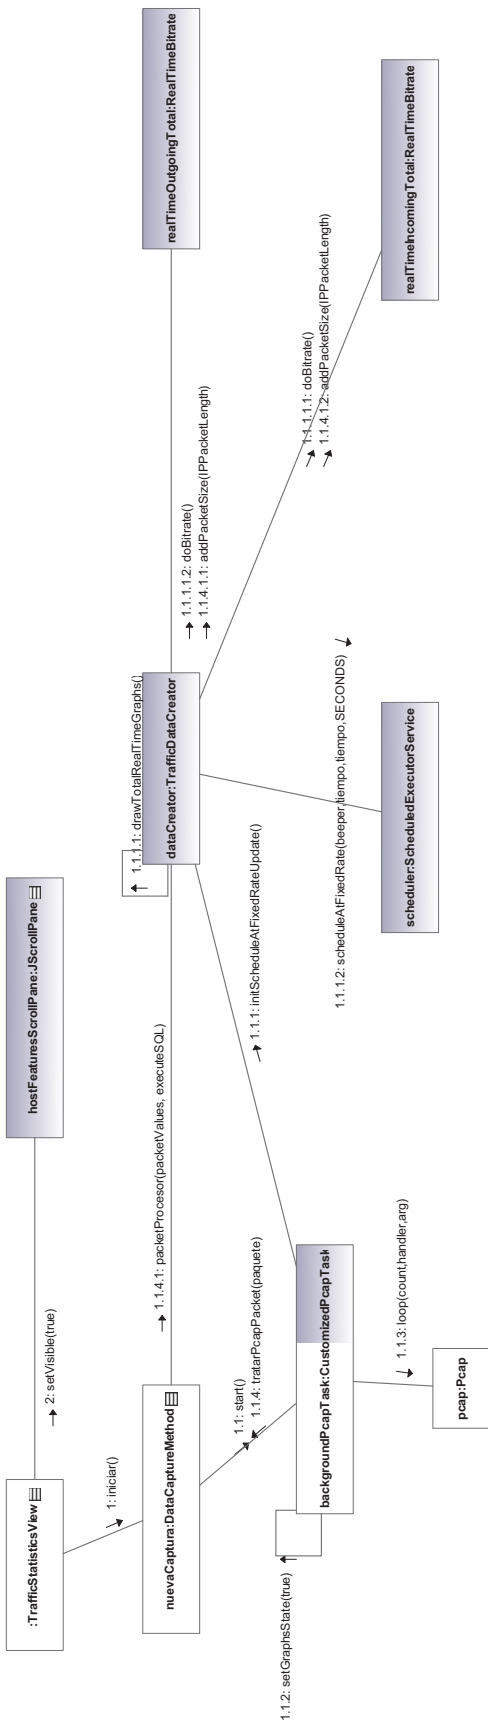 :TrafficStatisticsView
2: setVisible(true)
hostFeaturesScrollPane:JScrollPane
1: iniciar()
nuevaCaptura:DataCaptureMethod
1.1.4.1: packetProcesor(packetValues, executeSQL)
1.1.1.1: drawTotalRealTimeGraphs()
dataCreator:TrafficDataCreator
1.1.1.1.2: doBitrate()
1.1.4.1.1: addPacketSize(IPPacketLength)
realTimeOutgoingTotal:RealTimeBitrate
1.1: start()
1.1.4: tratarPcapPacket(paquete)
1.1.1: initScheduleAtFixedRateUpdate()
1.1.2: setGraphsState(true)
backgroundPcapTask:CustomizedPcapTask
1.1.1.2: scheduleAtFixedRate(beeper,tiempo,tiempo,SECONDS)
1.1.1.1.1: doBitrate()
1.1.4.1.2: addPacketSize(IPPacketLength)
1.1.3: loop(count,handler,arg)
pcap:Pcap
scheduler:ScheduledExecutorService
realTimeIncomingTotal:RealTimeBitrate